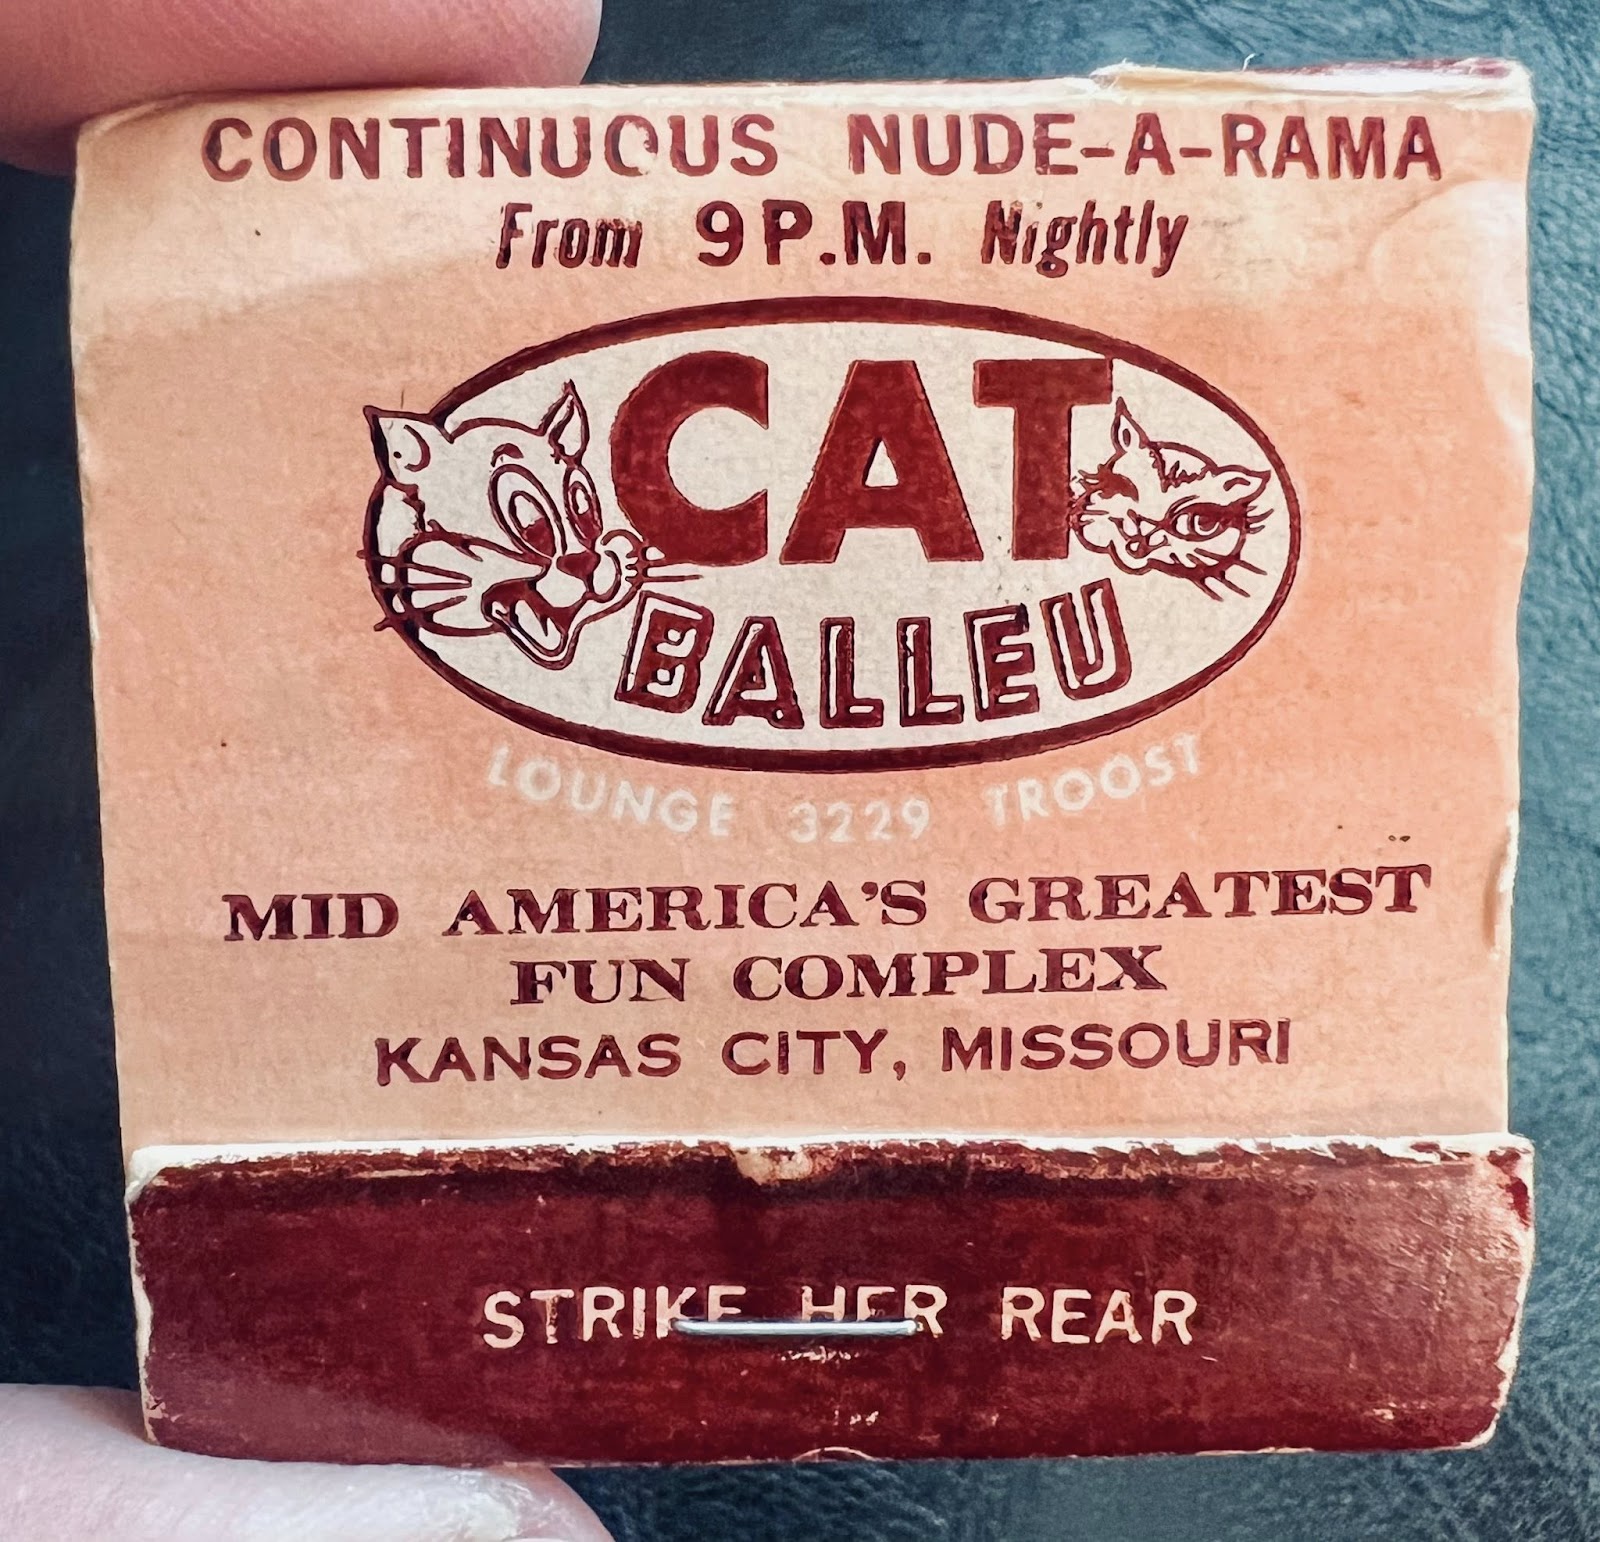 CONTINUOUS NUDE-A-RAMA
From 9 P.M. Nightly
CAT
BALLEU
LOUNGE 3229 TROOST
MID AMERICA'S GREATEST
FUN COMPLEX
KANSAS CITY, MISSOURI
STRIKE HER REAR